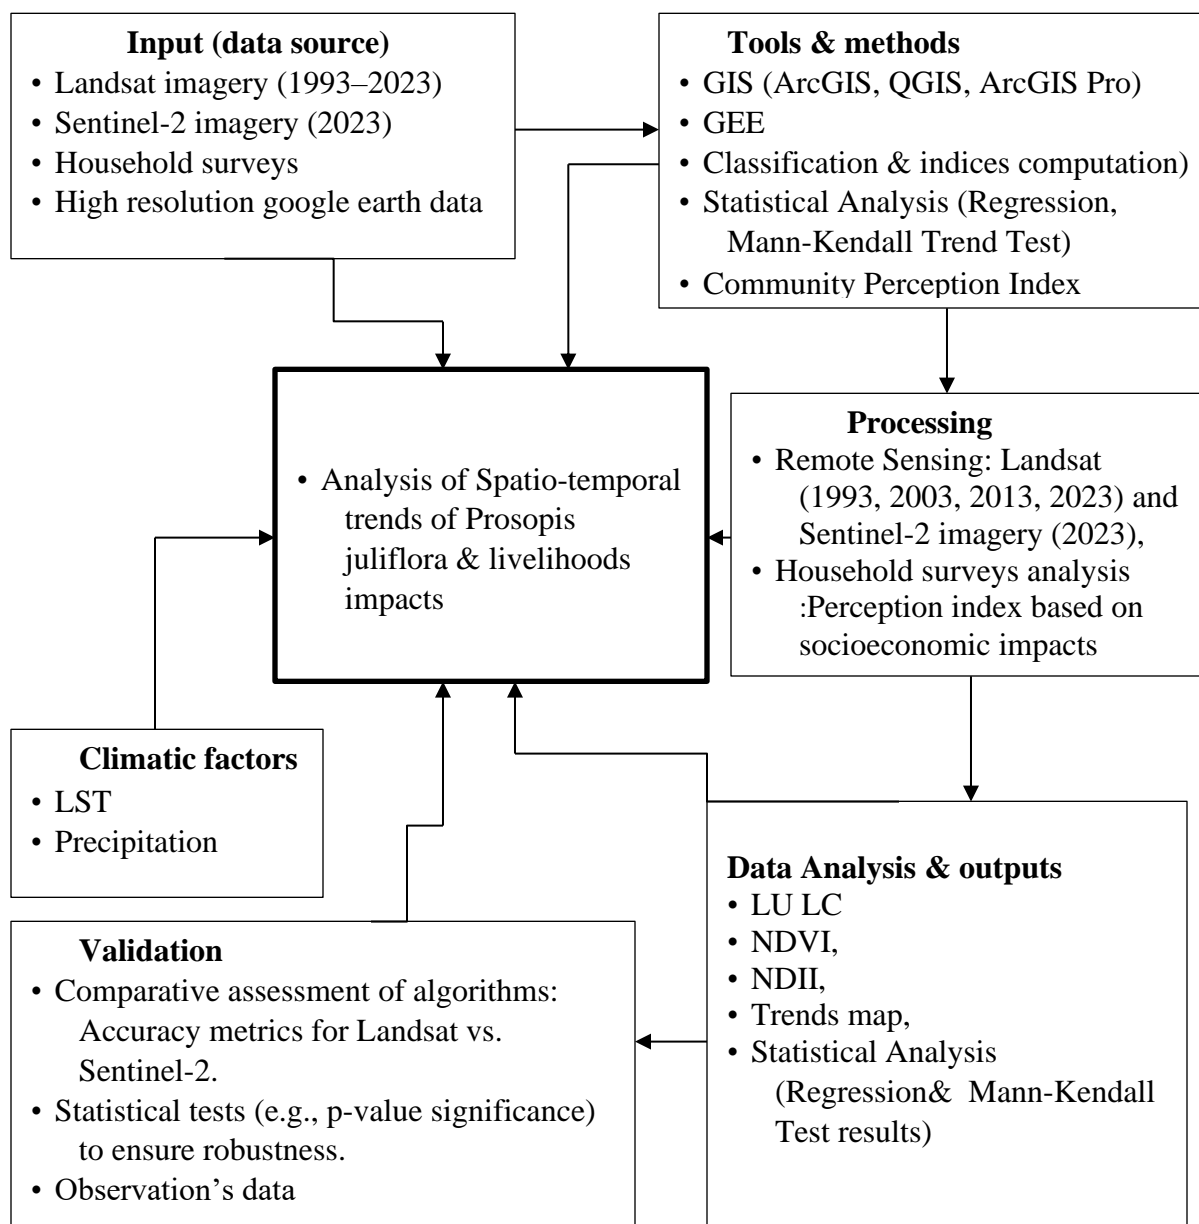 Input (data source)
• Landsat imagery (1993–2023)
• Sentinel-2 imagery (2023)
• Household surveys
• High resolution google earth data
Tools & methods
• GIS (ArcGIS, QGIS, ArcGIS Pro)
• GEE
• Classification & indices computation)
• Statistical Analysis (Regression,
Mann-Kendall Trend Test)
• Community Perception Index
• Analysis of Spatio-temporal
trends of Prosopis
juliflora & livelihoods
impacts
Processing
• Remote Sensing: Landsat
(1993, 2003, 2013, 2023) and
Sentinel-2 imagery (2023),
• Household surveys analysis
:Perception index based on
socioeconomic impacts
Climatic factors
• LST
• Precipitation
Data Analysis & outputs
• LU LC
• NDVI,
• NDII,
• Trends map,
• Statistical Analysis
(Regression& Mann-Kendall
Test results)
Validation
• Comparative assessment of algorithms:
Accuracy metrics for Landsat vs.
Sentinel-2.
• Statistical tests (e.g., p-value significance)
to ensure robustness.
• Observation’s data